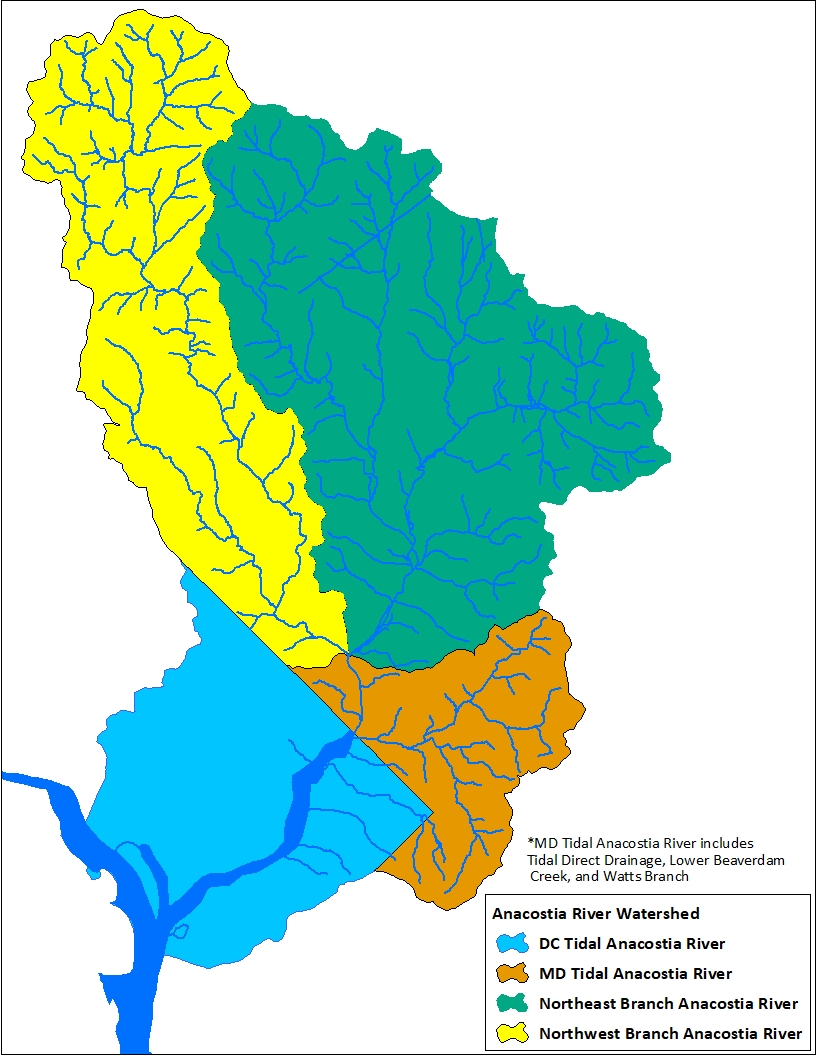 *MD Tidal Anacostia River includes
Tidal Direct Drainage, Lower Beaverdam
Creek, and Watts Branch
Anacostia River Watershed
DC Tidal Anacostia River
MD Tidal Anacostia River
Northeast Branch Anacostia River
Northwest Branch Anacostia River